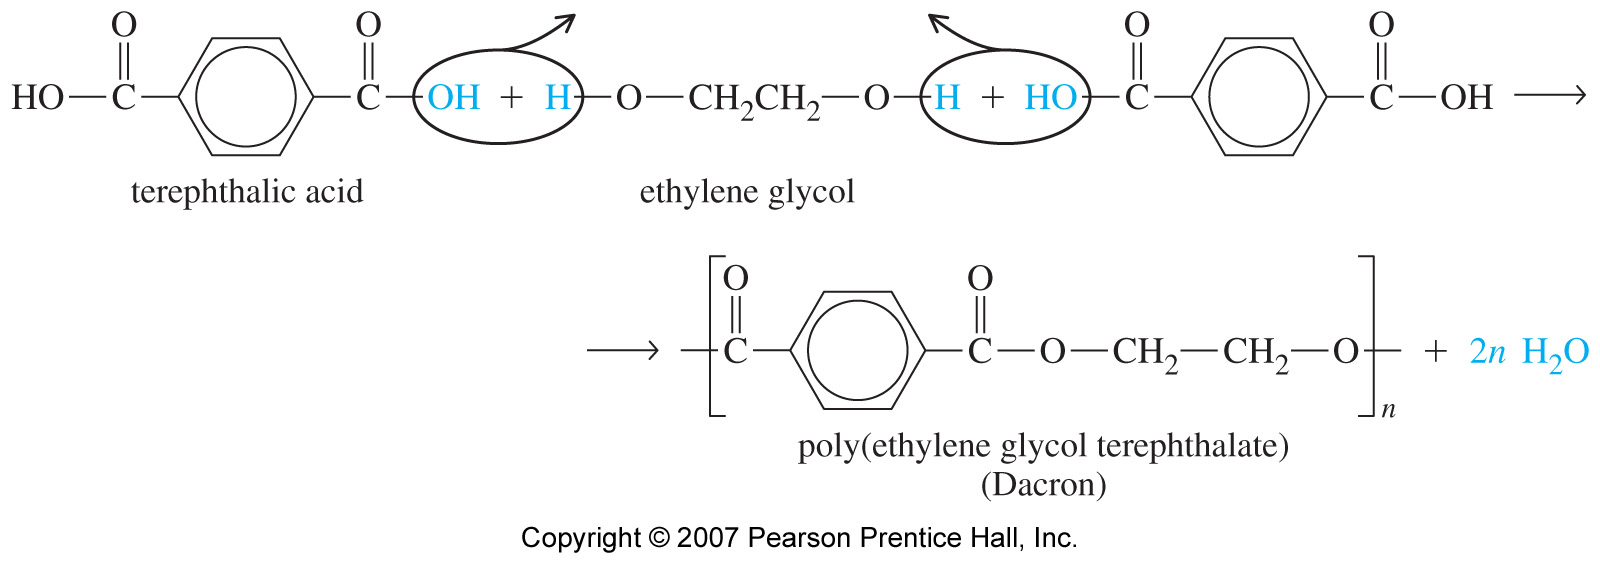 O O O O
HO C C OH + H O CH₂CH₂ O H + HO C C OH
terephthalic acid ethylene glycol
O O
C C O CH₂ CH₂ O n + 2n H₂O
poly(ethylene glycol terephthalate)
(Dacron)
Copyright © 2007 Pearson Prentice Hall, Inc.